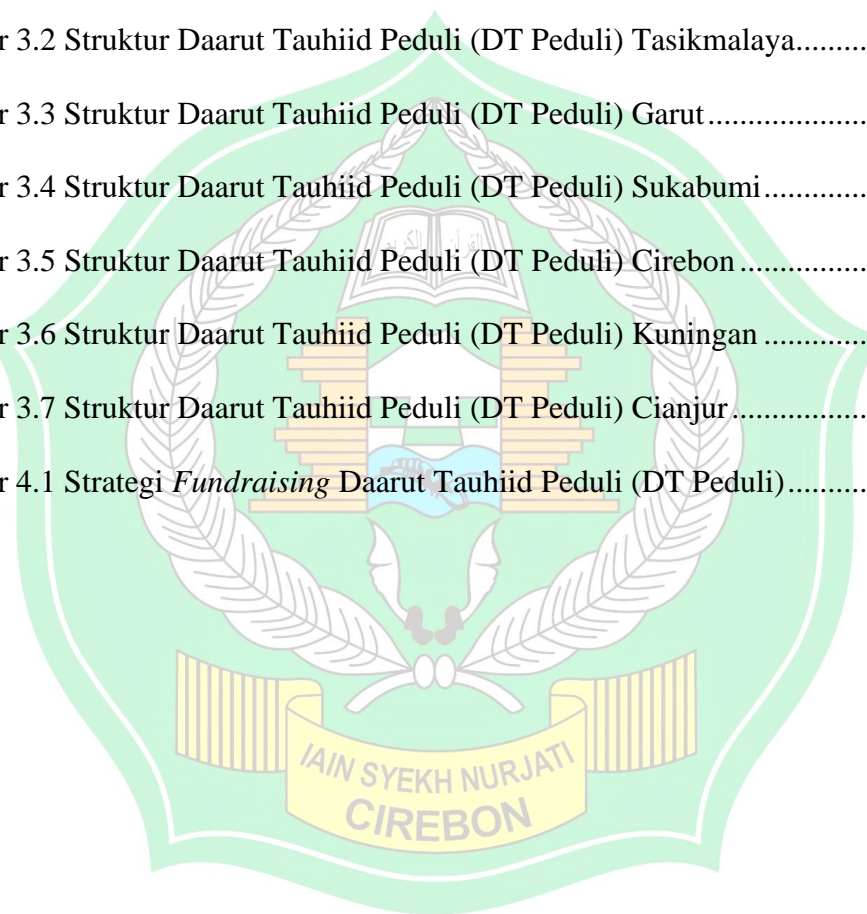 r 3.2 Struktur Daarut Tauhiid Peduli (DT Peduli) Tasikmalaya.........
r 3.3 Struktur Daarut Tauhiid Peduli (DT Peduli) Garut...................
r 3.4 Struktur Daarut Tauhiid Peduli (DT Peduli) Sukabumi.............
r 3.5 Struktur Daarut Tauhiid Peduli (DT Peduli) Cirebon ................
r 3.6 Struktur Daarut Tauhiid Peduli (DT Peduli) Kuningan .............
r 3.7 Struktur Daarut Tauhiid Peduli (DT Peduli) Cianjur.................
r 4.1 Strategi Fundraising Daarut Tauhiid Peduli (DT Peduli)..........
القرآن الكريم
IAIN SYEKH NURJATI
CIREBON